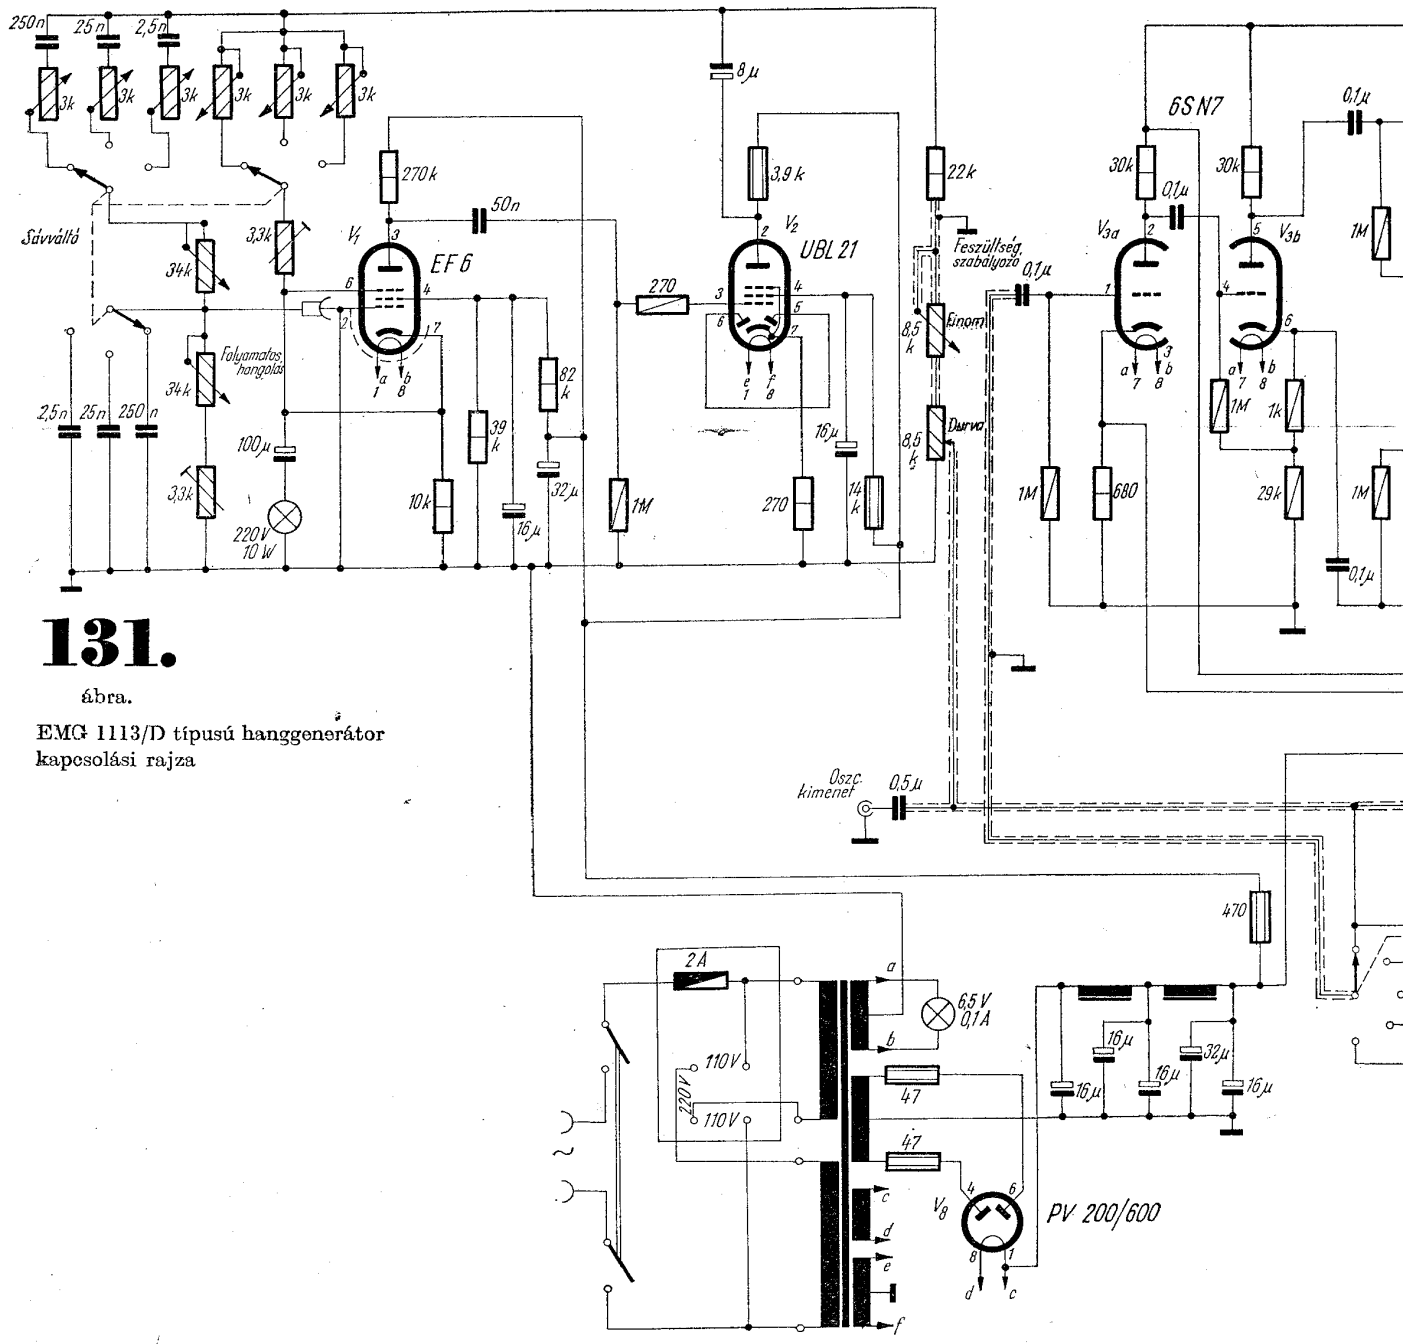 250n 25n 2,5n
3k 3k 3k 3k 3k 3k
8µ
6SN7
0,1µ
270k
3,9k
22k
30k
30k
0,1µ
50n
Sávváltó
3,3k
V1
3
EF6
2
V2
UBL21
Feszültség
szabályozó
V3a
2
5
V3b
1M
34k
6
4
270
3
4
0,1µ
1
4
2
7
6
5
7
8,5
k
Finom
6
Folyamatos
hangolás
a
1
b
8
e
1
f
8
a
7
3
b
8
a
7
b
8
34k
82
k
2,5n 25n 250n
39
k
16µ
8,5
k
Durva
1M
1k
100µ
3,3k
10k
32µ
16µ
1M
270
14
k
1M
680
29k
1M
220V
10W
0,1µ
131.
ábra.
EMG 1113/D típusú hanggenerátor
kapcsolási rajza
Oszc.
kimenet
0,5µ
470
2A
a
6,5V
0,1A
b
110V
220V
110V
47
16µ
32µ
16µ
16µ
16µ
47
~
c
V8
4
6
PV 200/600
d
e
8
1
d
c
f